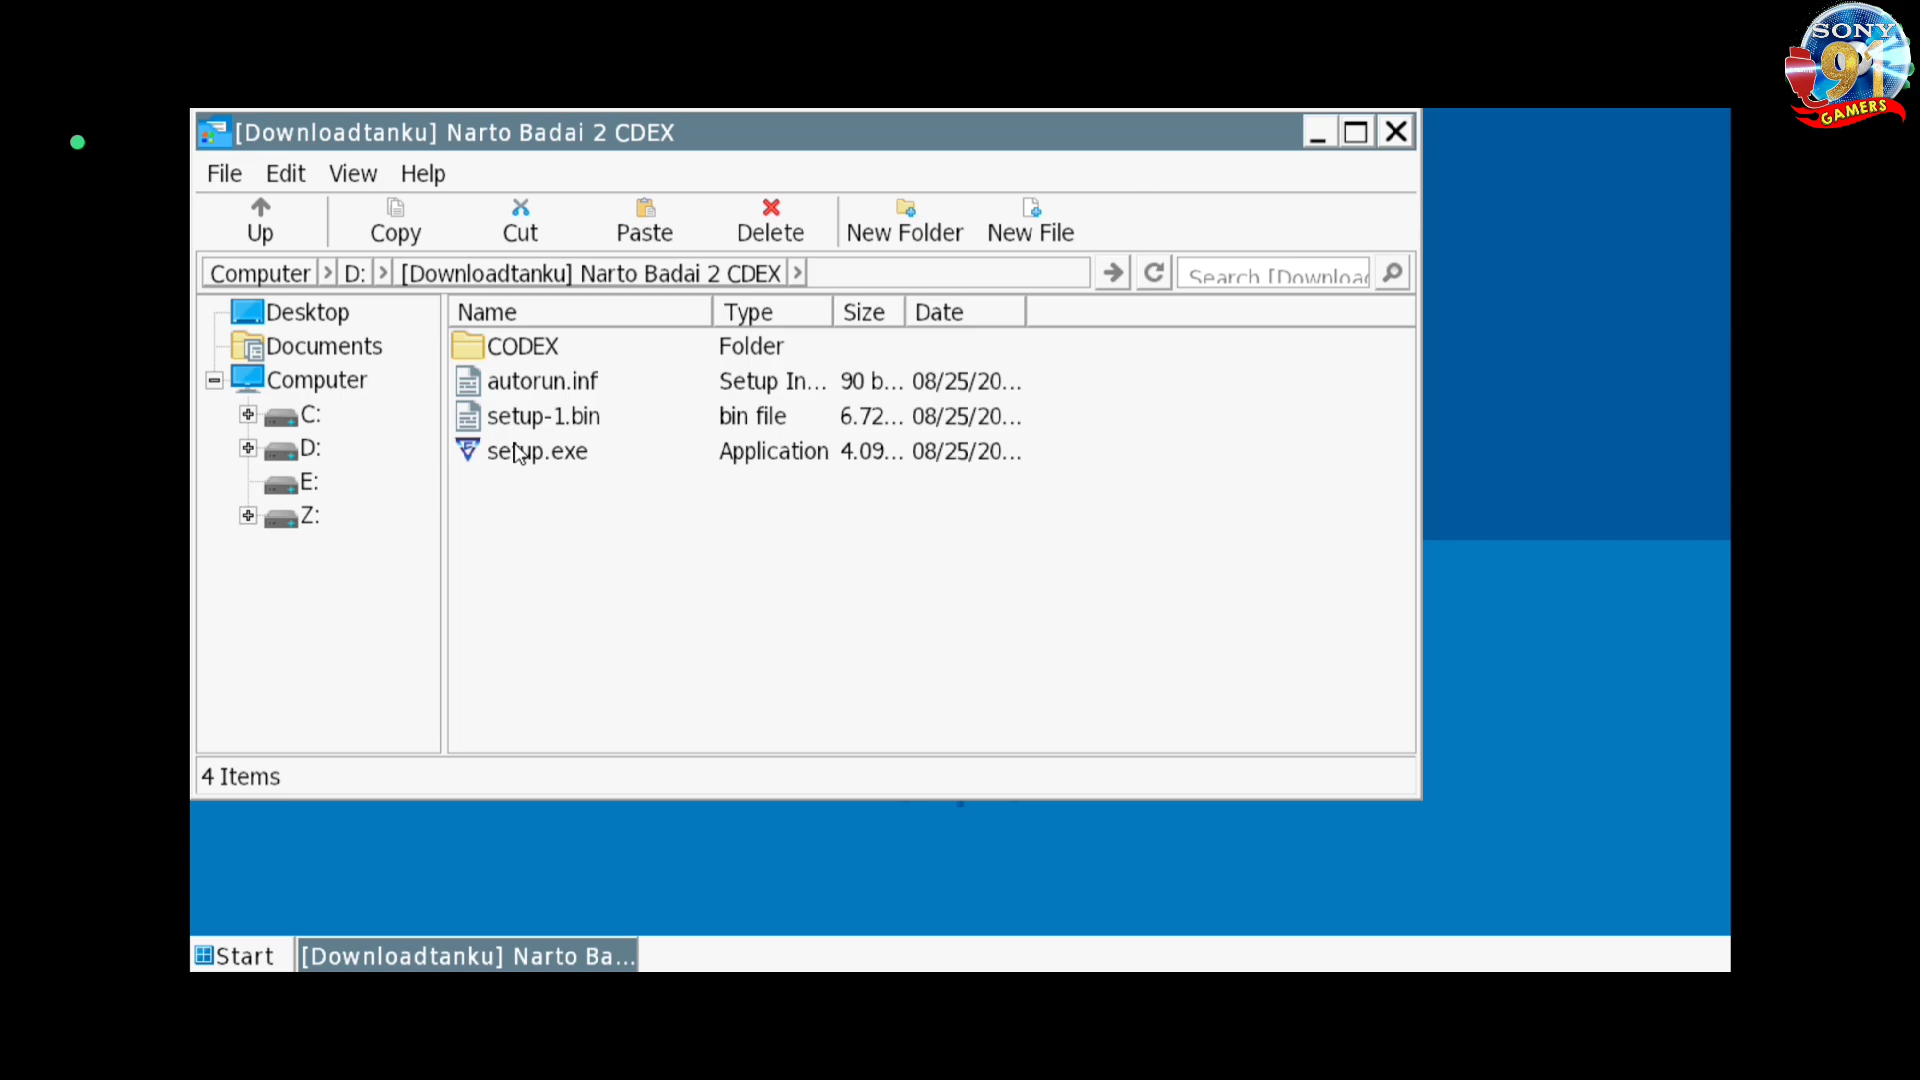 SONY
91
GAMERS
[Downloadtanku] Narto Badai 2 CDEX
File Edit View Help
Up Copy Cut Paste Delete New Folder New File
Computer D: [Downloadtanku] Narto Badai 2 CDEX
Desktop
Documents
Computer
C:
D:
E:
Z:
Name Type Size Date
CODEX Folder
autorun.inf Setup In... 90 b... 08/25/20...
setup-1.bin bin file 6.72... 08/25/20...
setup.exe Application 4.09... 08/25/20...
4 Items
Start [Downloadtanku] Narto Ba...